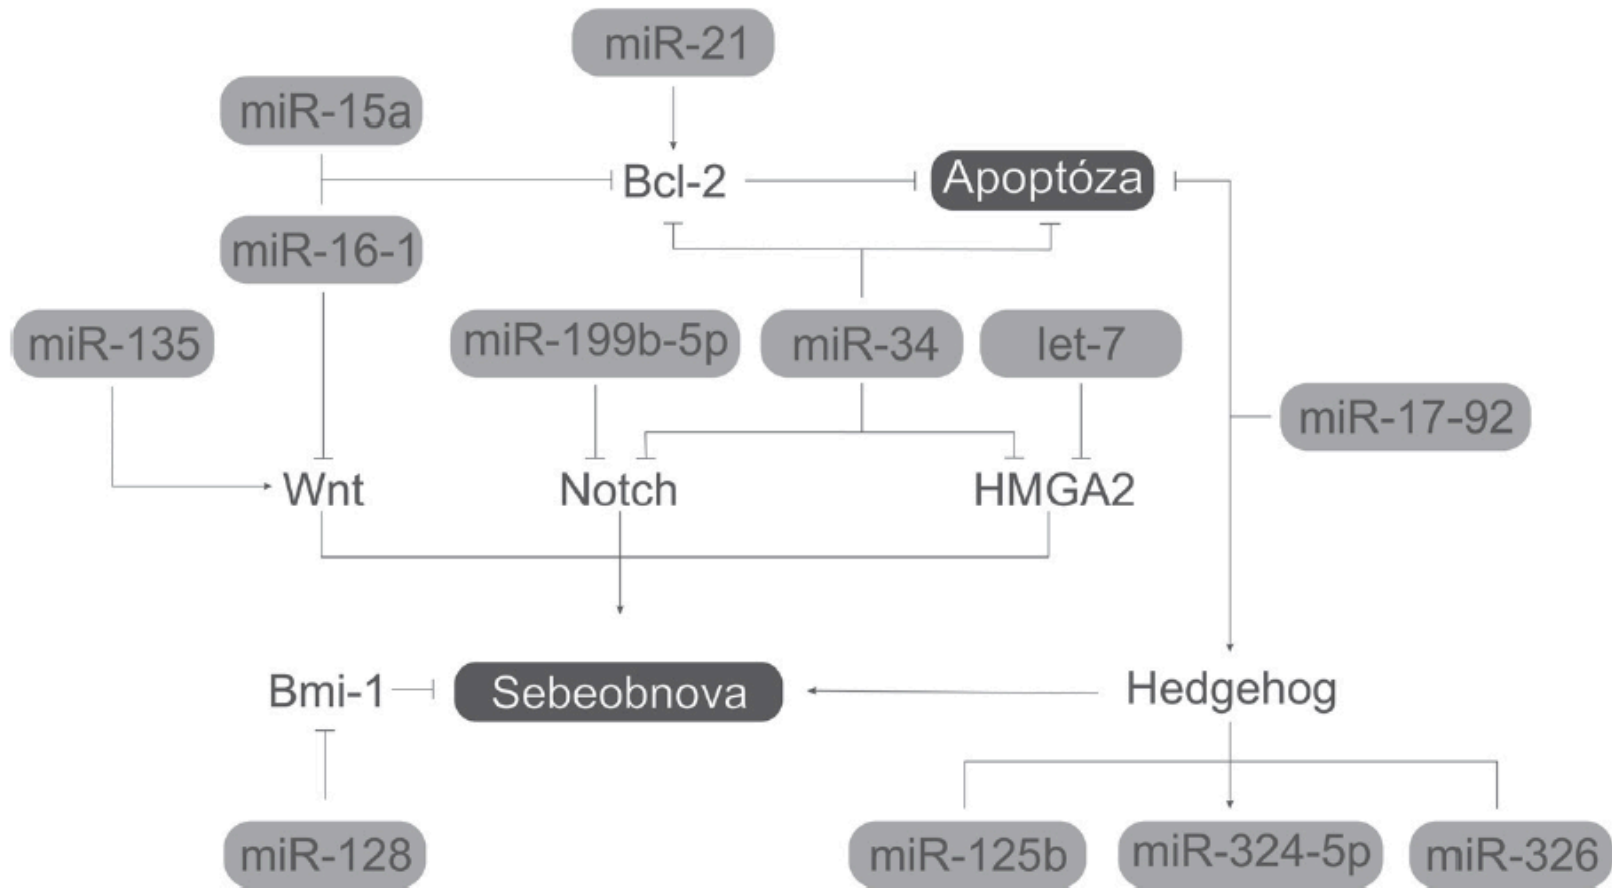 miR-21
miR-15a
Bcl-2
Apoptóza
miR-16-1
miR-135
miR-199b-5p
miR-34
let-7
miR-17-92
Wnt
Notch
HMGA2
Bmi-1
Sebeobnova
Hedgehog
miR-128
miR-125b
miR-324-5p
miR-326